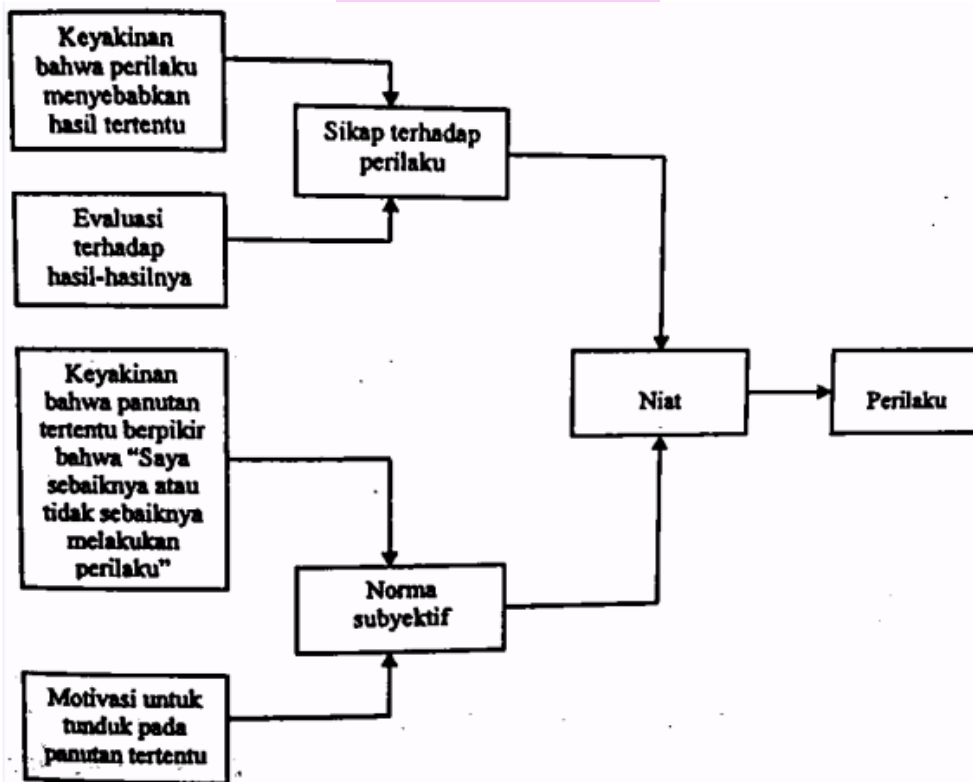 Keyakinan
bahwa perilaku
menyebabkan
hasil tertentu
Sikap terhadap
perilaku
Evaluasi
terhadap
hasil-hasilnya
Keyakinan
bahwa panutan
tertentu berpikir
bahwa “Saya
sebaiknya atau
tidak sebaiknya
melakukan
perilaku”
Niat
Perilaku
Norma
subyektif
Motivasi untuk
tunduk pada
panutan tertentu